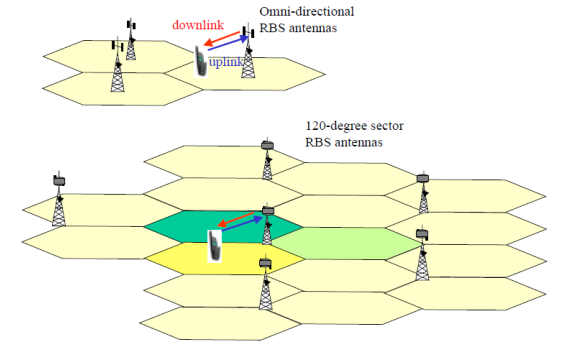 Omni-directional
RBS antennas
downlink
uplink
120-degree sector
RBS antennas